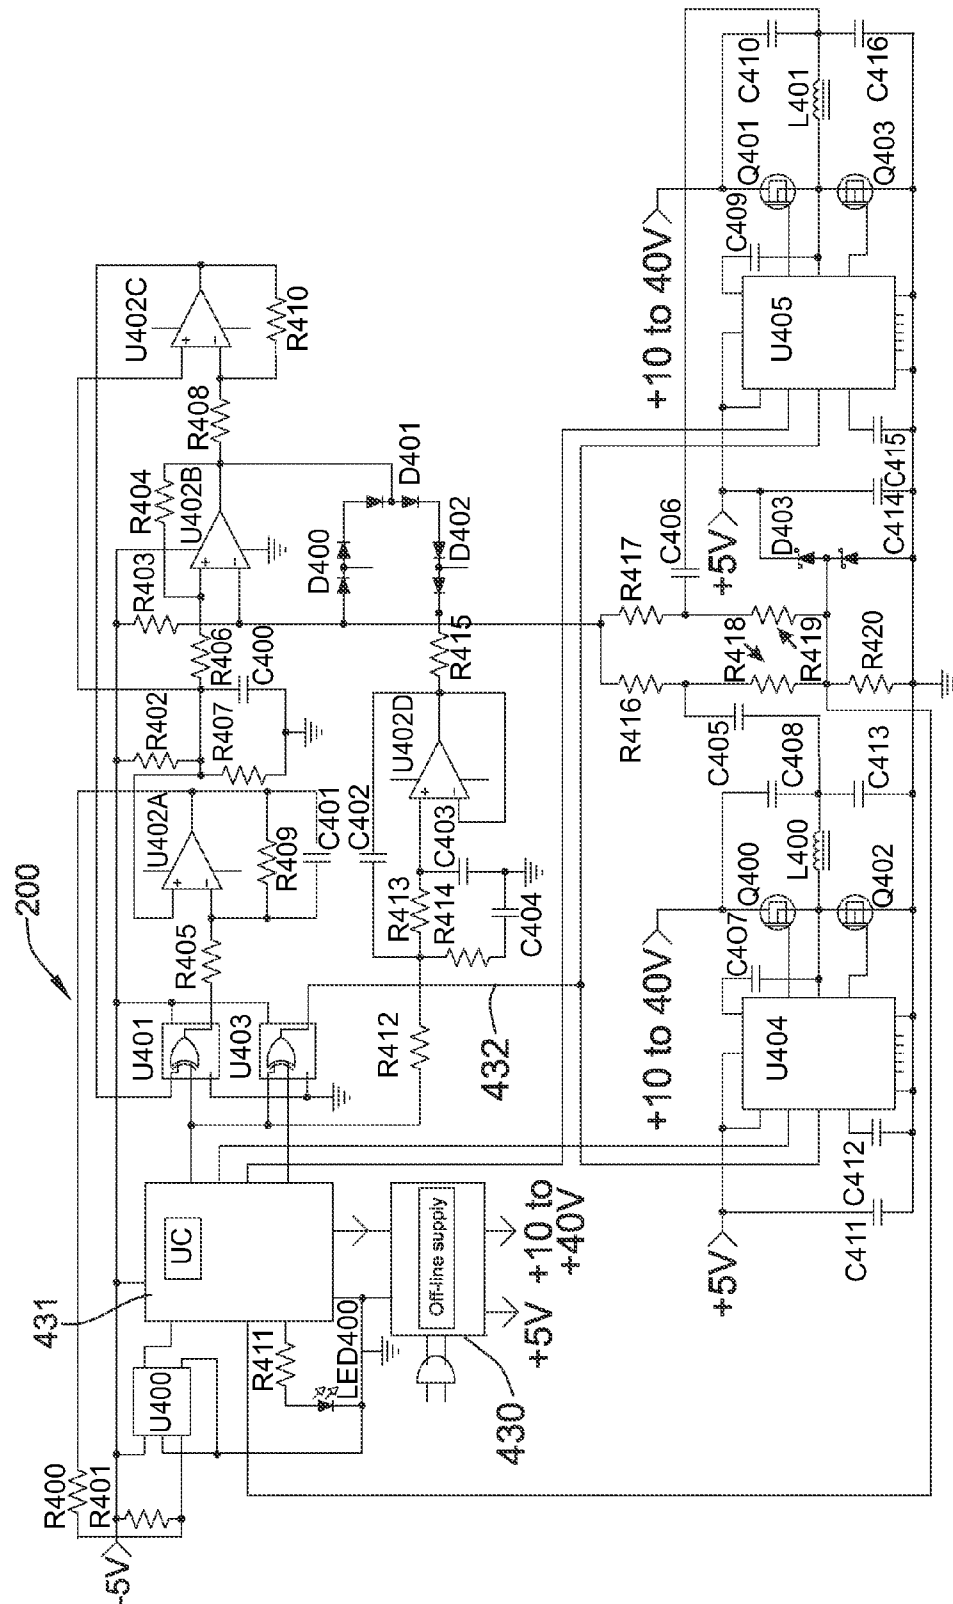 200
431
-5V
R400
R401
U400
R411
LED400
UC
Off-line supply
430
+5V
+10 to
+40V
U401
U403
R405
R412
432
U402A
R409
C401
C402
R402
R407
R406
C400
R403
R404
U402B
R408
U402C
R410
D400
D401
D402
R415
U402D
R413
R414
C403
C404
R416
R417
C405
C406
R418
R419
R420
D403
+5V
C414
C415
U405
+10 to 40V
C409
Q401
Q403
L401
C410
C416
+5V
C411
C412
U404
+10 to 40V
C407
Q400
Q402
L400
C408
C413